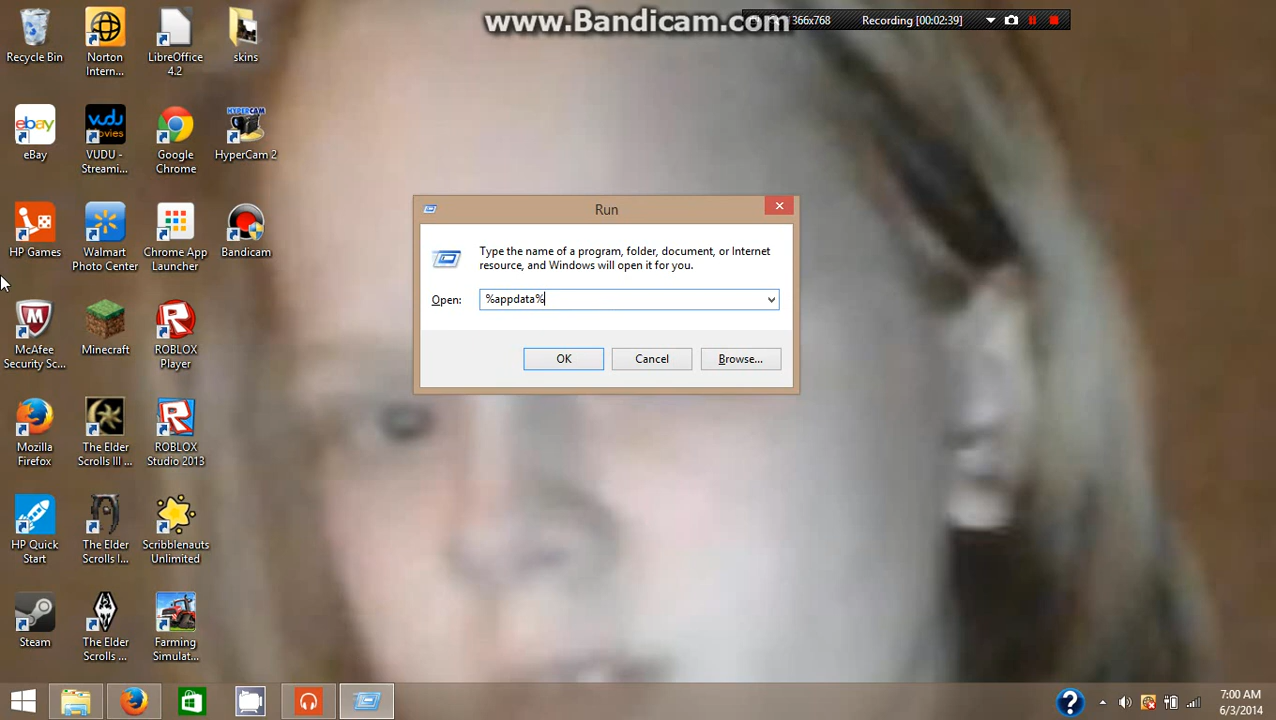 www.Bandicam.com
366x768
Recording [00:02:39]
Recycle Bin
Norton
Intern...
LibreOffice
4.2
skins
eBay
VUDU -
Streami...
Google
Chrome
HyperCam 2
HP Games
Walmart
Photo Center
Chrome App
Launcher
Bandicam
McAfee
Security Sc...
Minecraft
ROBLOX
Player
Mozilla
Firefox
The Elder
Scrolls III ...
ROBLOX
Studio 2013
HP Quick
Start
The Elder
Scrolls I...
Scribblenauts
Unlimited
Steam
The Elder
Scrolls ...
Farming
Simulat...
Run
Type the name of a program, folder, document, or Internet
resource, and Windows will open it for you.
Open: %appdata%
OK
Cancel
Browse...
7:00 AM
6/3/2014